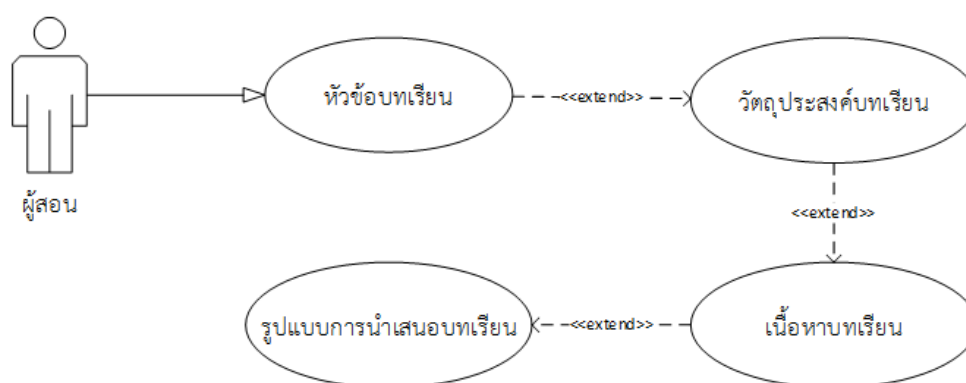 หัวข้อบทเรียน
<<extend>>
วัตถุประสงค์บทเรียน
ผู้สอน
<<extend>>
รูปแบบการนำเสนอบทเรียน
<<extend>>
เนื้อหาบทเรียน